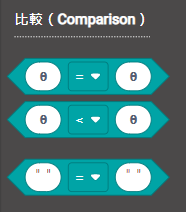 比較（Comparison）
0 = ▼ 0
0 < ▼ 0
" " = ▼ " "